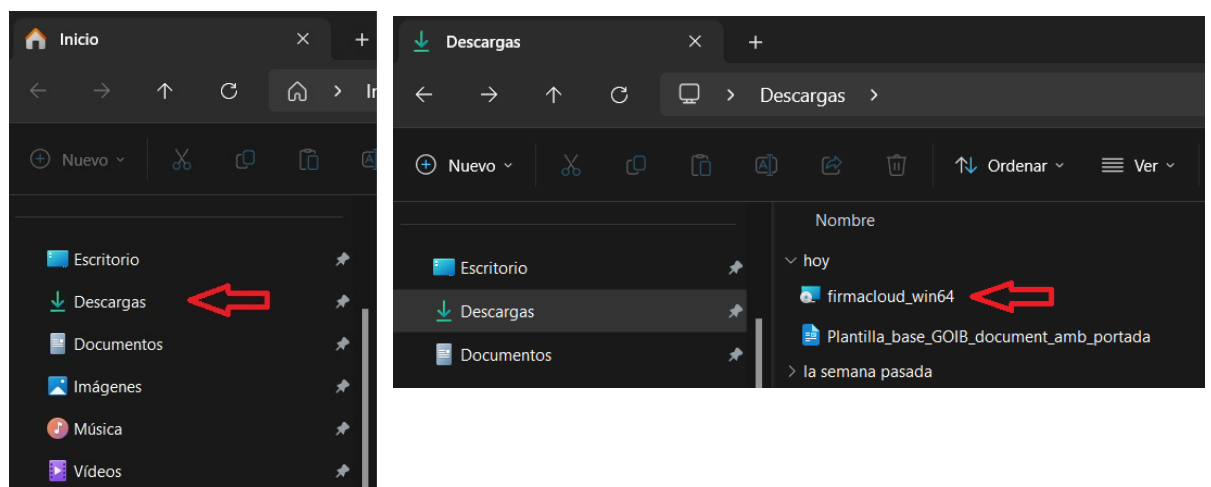 Inicio
Ir
Nuevo
Escritorio
Descargas
Documentos
Imágenes
Música
Vídeos
Descargas
Descargas
Nuevo
Ordenar
Ver
Escritorio
Descargas
Documentos
Nombre
hoy
firmacloud_win64
Plantilla_base_GOIB_document_amb_portada
la semana pasada